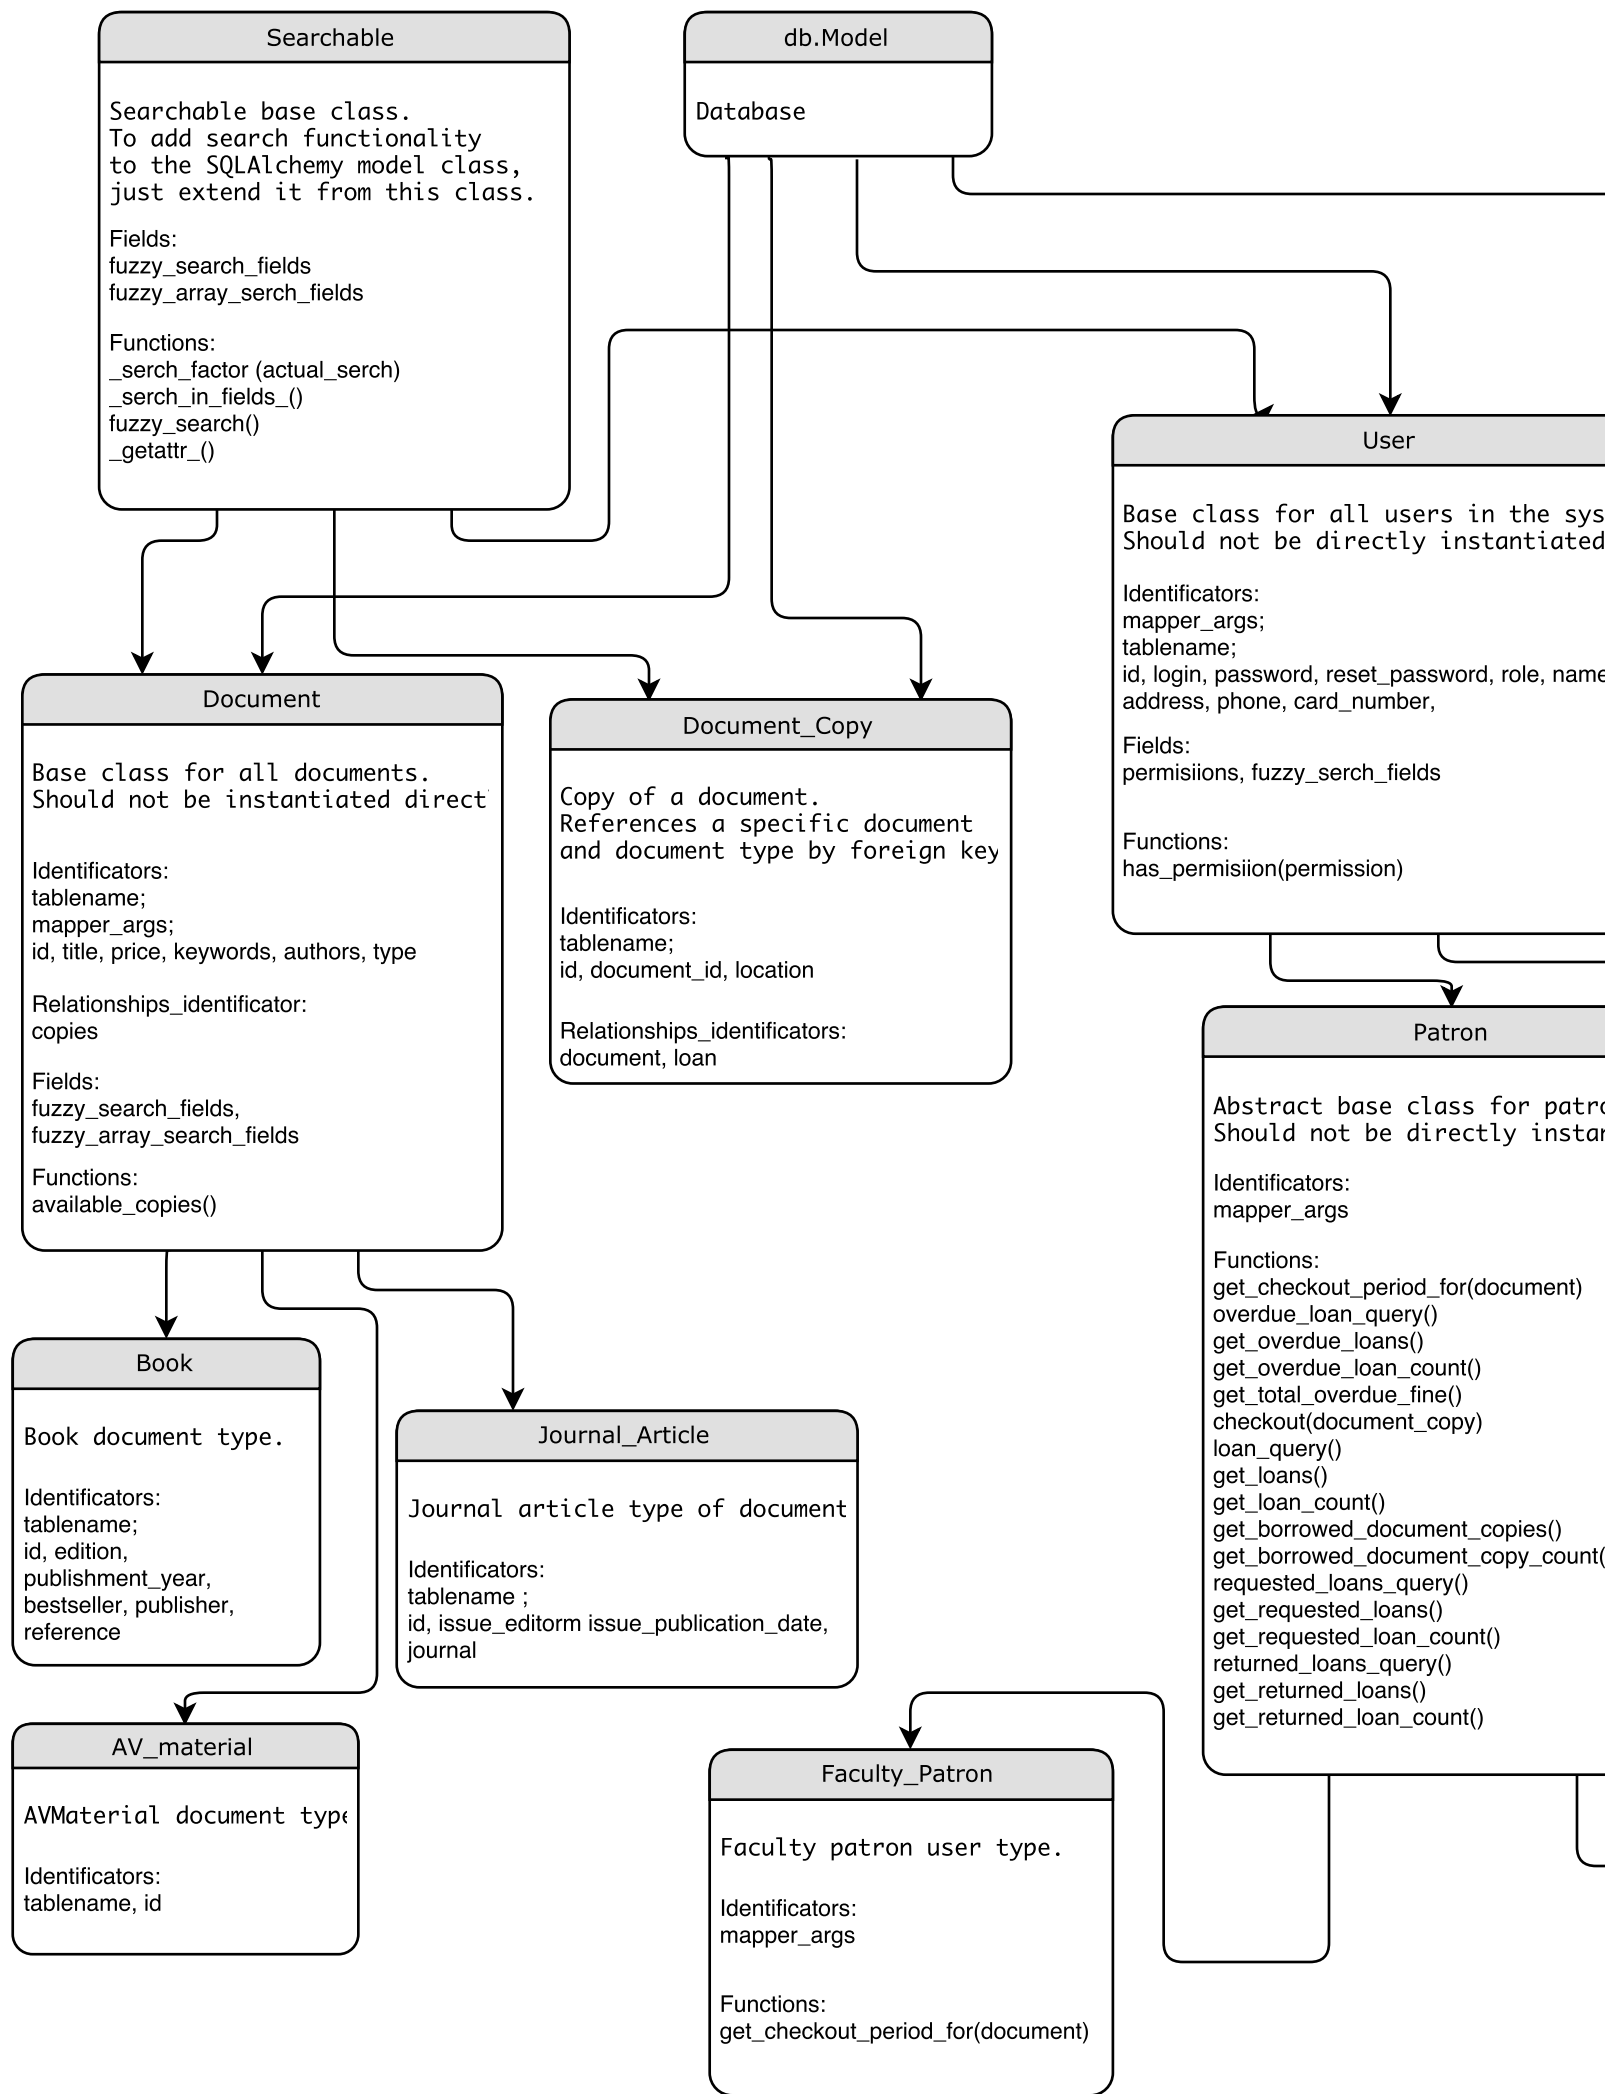 Searchable
Searchable base class.
To add search functionality
to the SQLAlchemy model class,
just extend it from this class.
Fields:
fuzzy_search_fields
fuzzy_array_serch_fields
Functions:
_serch_factor (actual_serch)
_serch_in_fields_()
fuzzy_search()
_getattr_()
db.Model
Database
User
Base class for all users in the sys
Should not be directly instantiated
Identificators:
mapper_args;
tablename;
id, login, password, reset_password, role, name
address, phone, card_number,
Fields:
permisiions, fuzzy_serch_fields
Functions:
has_permisiion(permission)
Document
Base class for all documents.
Should not be instantiated direct
Identificators:
tablename;
mapper_args;
id, title, price, keywords, authors, type
Relationships_identificator:
copies
Fields:
fuzzy_search_fields,
fuzzy_array_search_fields
Functions:
available_copies()
Document_Copy
Copy of a document.
References a specific document
and document type by foreign key
Identificators:
tablename;
id, document_id, location
Relationships_identificators:
document, loan
Patron
Abstract base class for patro
Should not be directly instan
Identificators:
mapper_args
Functions:
get_checkout_period_for(document)
overdue_loan_query()
get_overdue_loans()
get_overdue_loan_count()
get_total_overdue_fine()
checkout(document_copy)
loan_query()
get_loans()
get_loan_count()
get_borrowed_document_copies()
get_borrowed_document_copy_count(
requested_loans_query()
get_requested_loans()
get_requested_loan_count()
returned_loans_query()
get_returned_loans()
get_returned_loan_count()
Book
Book document type.
Identificators:
tablename;
id, edition,
publishment_year,
bestseller, publisher,
reference
Journal_Article
Journal article type of document
Identificators:
tablename ;
id, issue_editorm issue_publication_date,
journal
AV_material
AVMaterial document type
Identificators:
tablename, id
Faculty_Patron
Faculty patron user type.
Identificators:
mapper_args
Functions:
get_checkout_period_for(document)